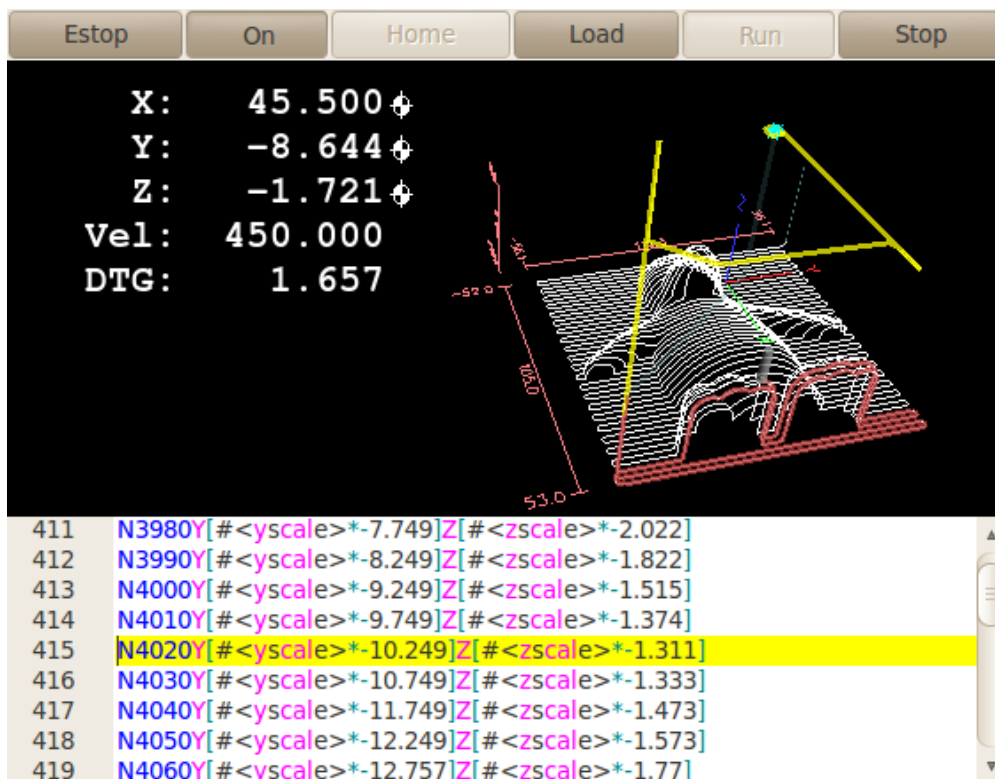 Estop On Home Load Run Stop
X: 45.500
Y: -8.644
Z: -1.721
Vel: 450.000
DTG: 1.657
-52.0
105.0
53.0
411 N3980Y[#<yscale>*-7.749]Z[#<zscale>*-2.022]
412 N3990Y[#<yscale>*-8.249]Z[#<zscale>*-1.822]
413 N4000Y[#<yscale>*-9.249]Z[#<zscale>*-1.515]
414 N4010Y[#<yscale>*-9.749]Z[#<zscale>*-1.374]
415 N4020Y[#<yscale>*-10.249]Z[#<zscale>*-1.311]
416 N4030Y[#<yscale>*-10.749]Z[#<zscale>*-1.333]
417 N4040Y[#<yscale>*-11.749]Z[#<zscale>*-1.473]
418 N4050Y[#<yscale>*-12.249]Z[#<zscale>*-1.573]
419 N4060Y[#<yscale>*-12.757]Z[#<zscale>*-1.77]